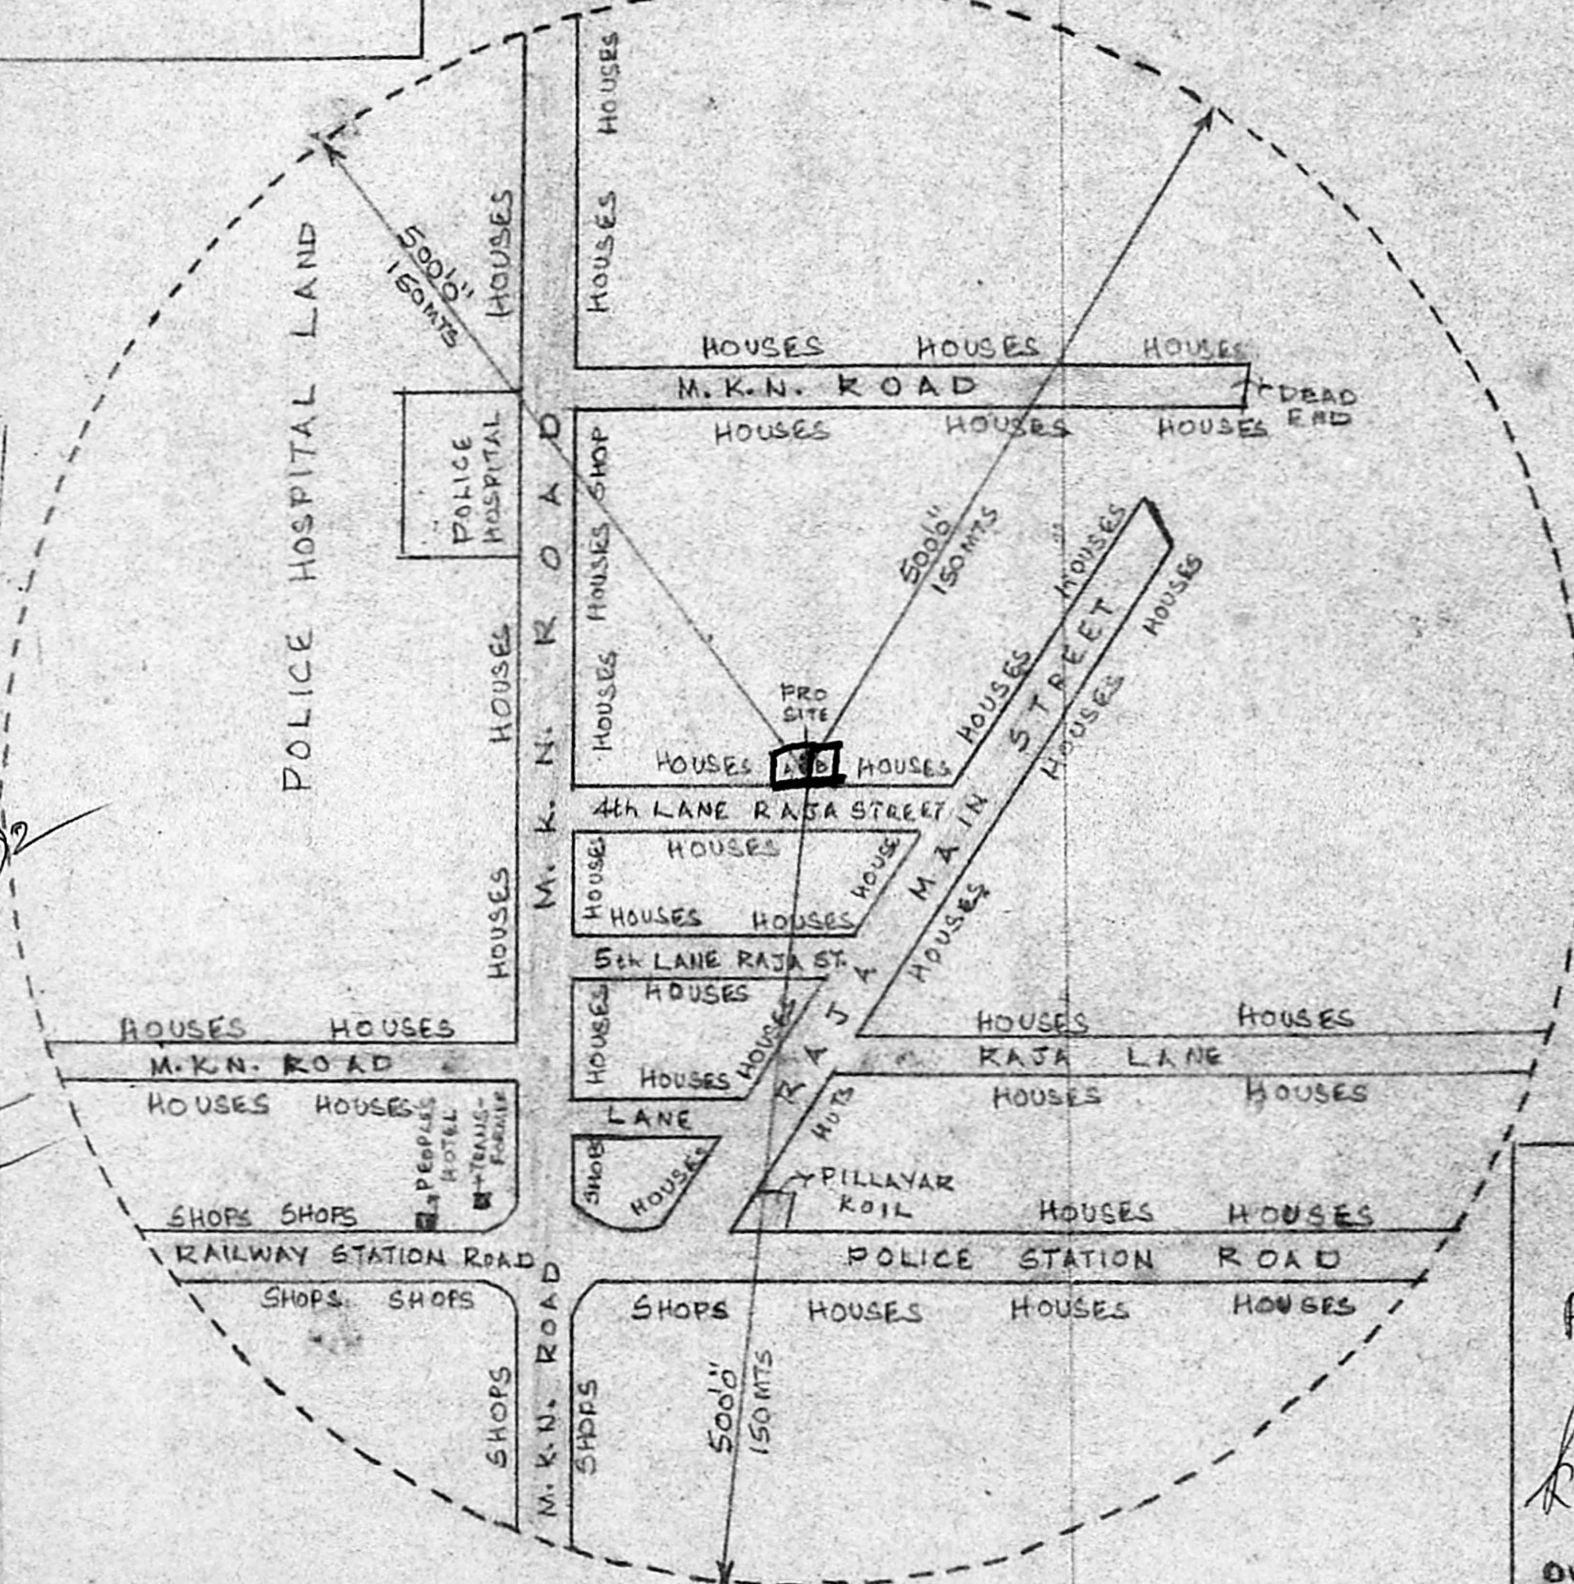 HOUSES
HOUSES
HOUSES
500'0"
150MTS
POLICE HOSPITAL LAND
HOUSES HOUSES HOUSES
M.K.N. ROAD
DEAD
END
HOUSES HOUSES HOUSES
POLICE
HOSPITAL
M. K. N. ROAD
SHOP
HOUSES
HOUSES
500'0"
150MTS
HOUSES
HOUSES
MAIN STREET
HOUSES
HOUSES
HOUSES
PRO
SITE
HOUSES A B HOUSES
4th LANE RAJA STREET
HOUSES
HOUSES
HOUSE
HOUSES HOUSES
HOUSES
HOUSES
5th LANE RAJA ST.
HOUSES
HOUSES
HOUSES
HOUSES
RAJA
HOUSES HOUSES
M.K.N. ROAD
HOUSES HOUSES
HOUSES HOUSES
RAJA LANE
HOUSES HOUSES
PEOPLES
HOTEL
TRANS-
FORMER
LANE
SHOBS
HOUSES
HUTS
PILLAYAR
KOIL
SHOPS SHOPS
HOUSES HOUSES
RAILWAY STATION ROAD
POLICE STATION ROAD
SHOPS SHOPS
SHOPS HOUSES HOUSES HOUSES
SHOPS
M.K.N. ROAD
SHOPS
500'0"
150MTS